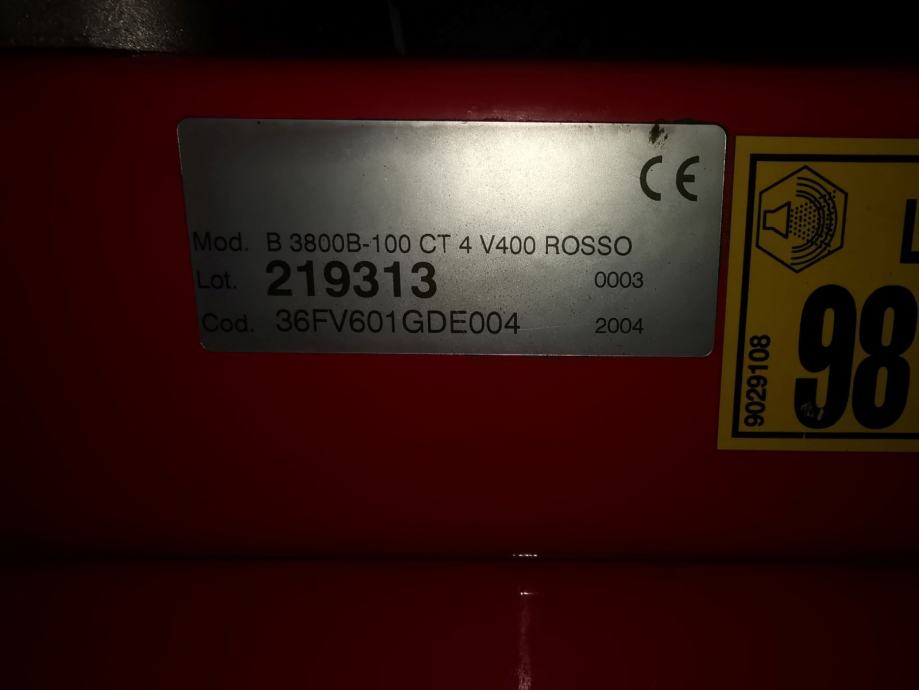 CE
Mod. B 3800B-100 CT 4 V400 ROSSO
Lot. 219313 0003
Cod. 36FV601GDE004 2004
L
98
9029108